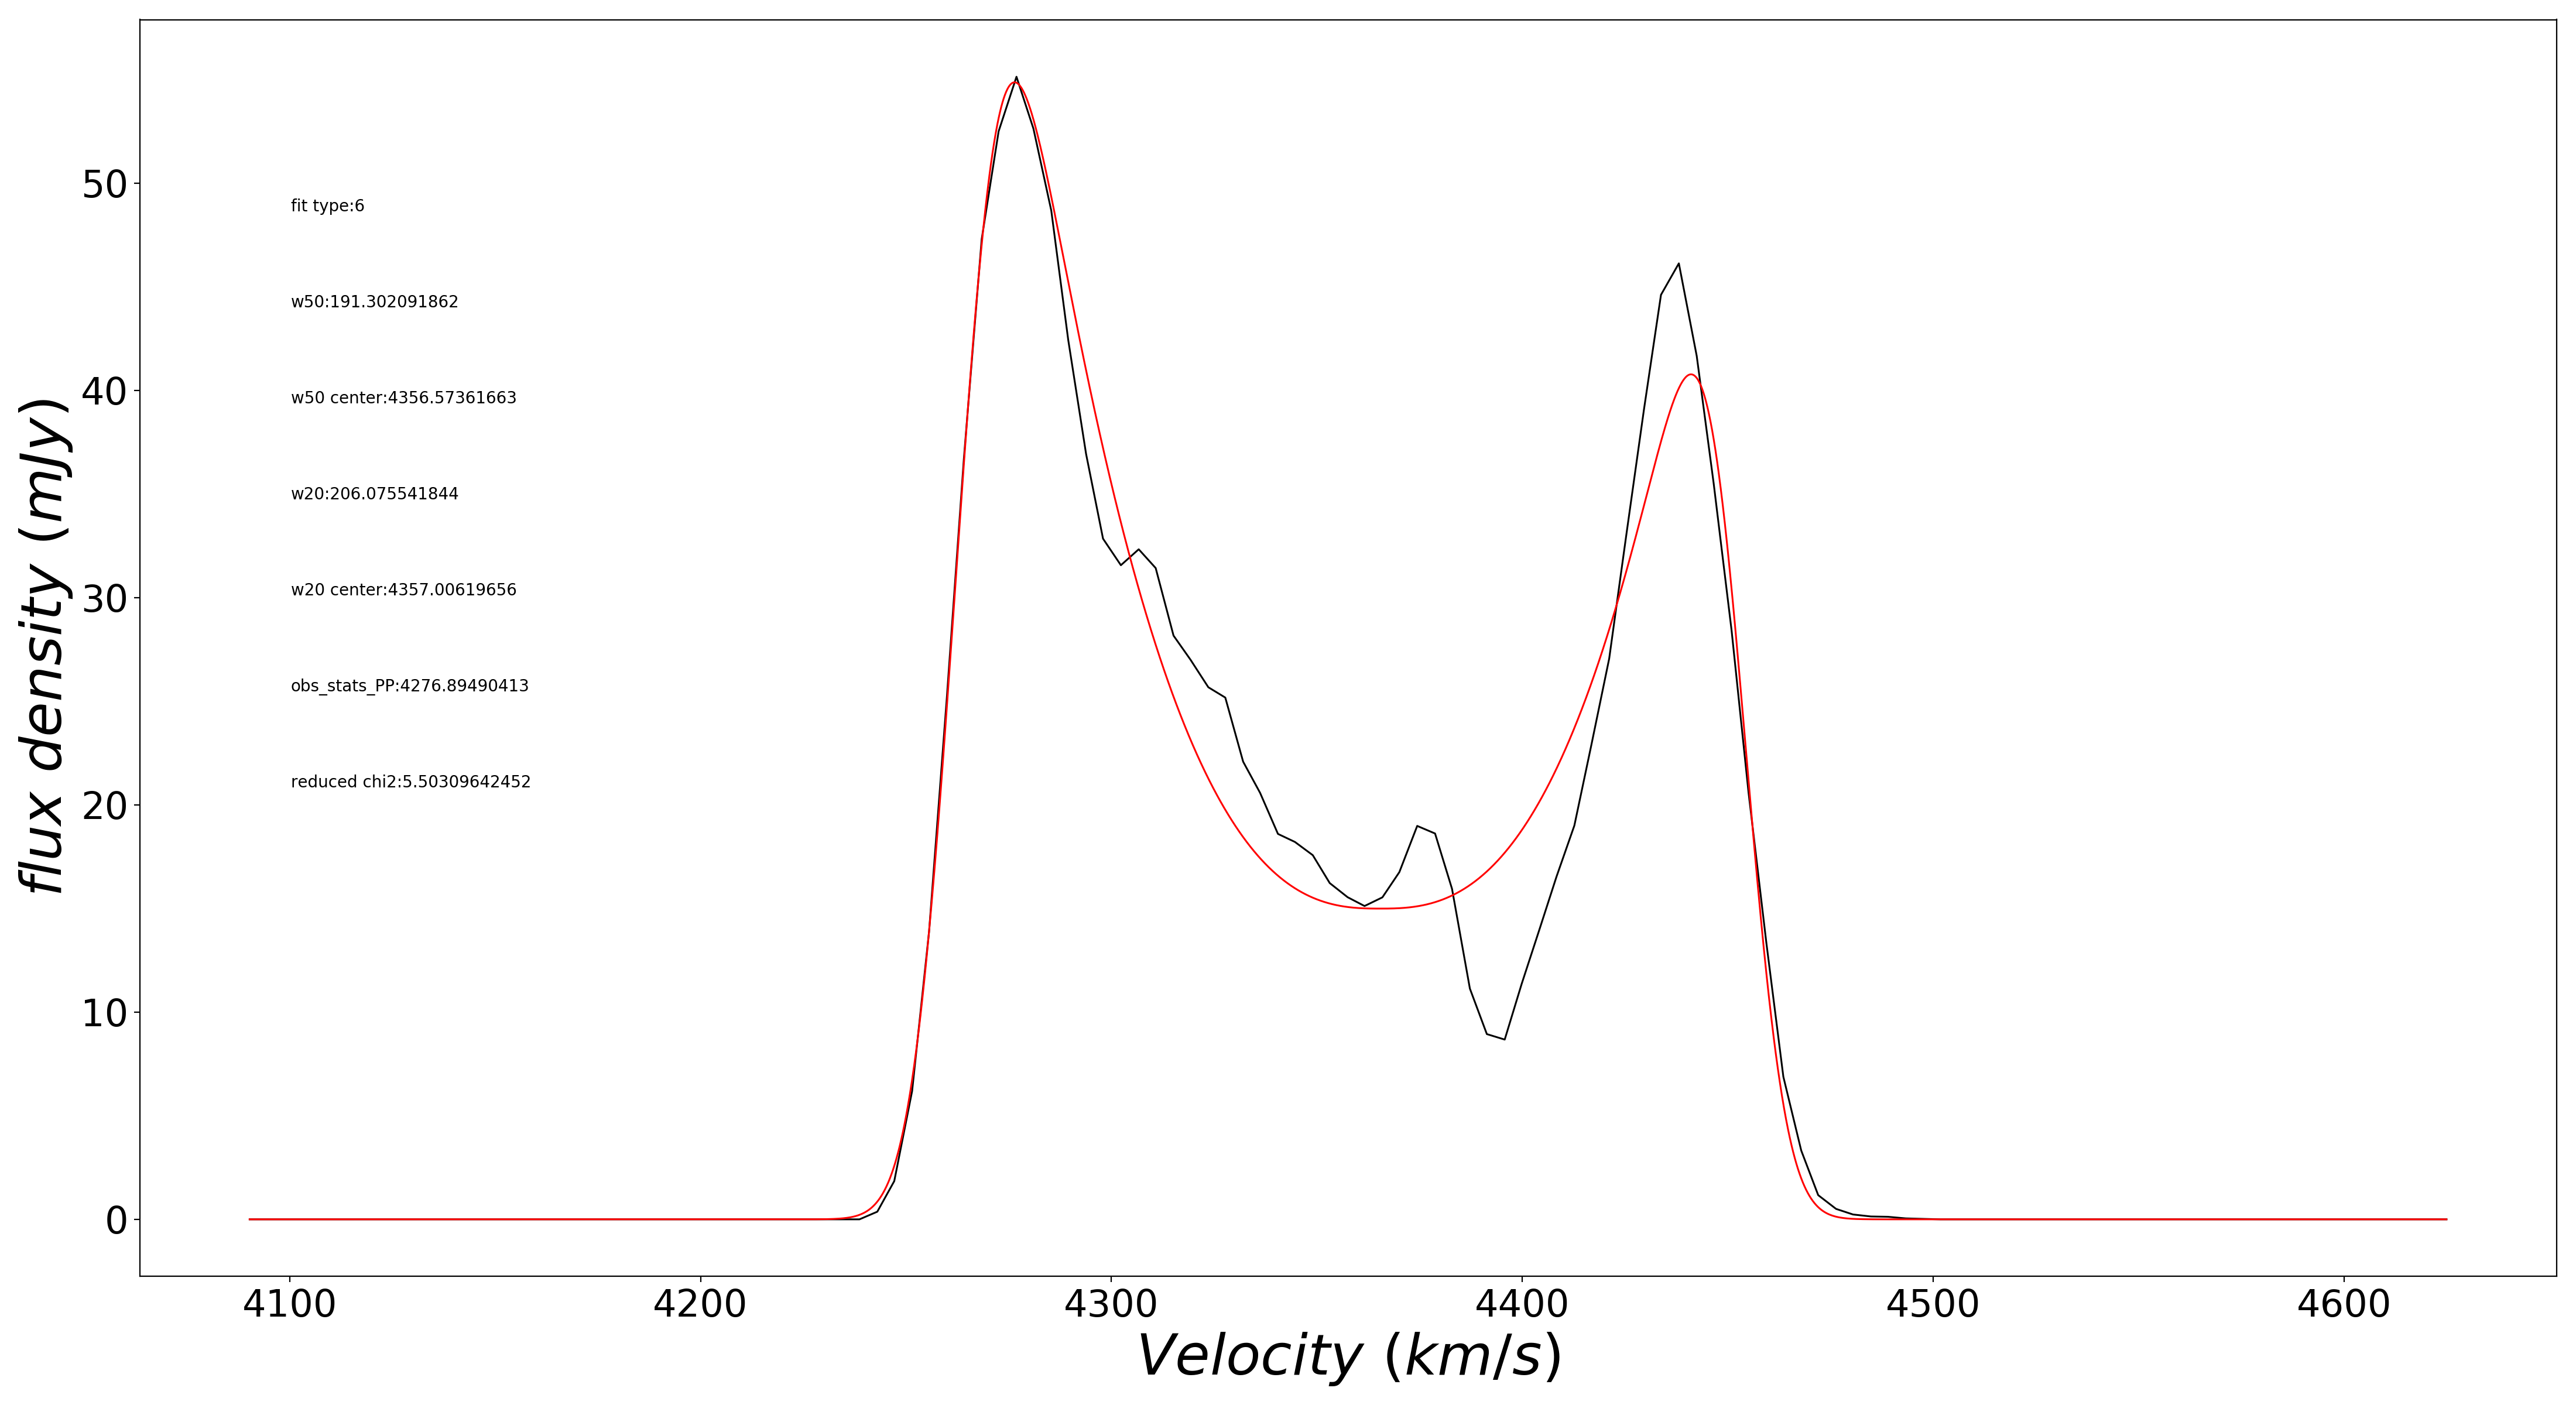 50
fit type:6
w50:191.302091862
40
w50 center:4356.57361663
w20:206.075541844
30
w20 center:4357.00619656
obs_stats_PP:4276.89490413
20
reduced chi2:5.50309642452
10
0
flux density (mJy)
4100 4200 4300 4400 4500 4600
Velocity (km/s)